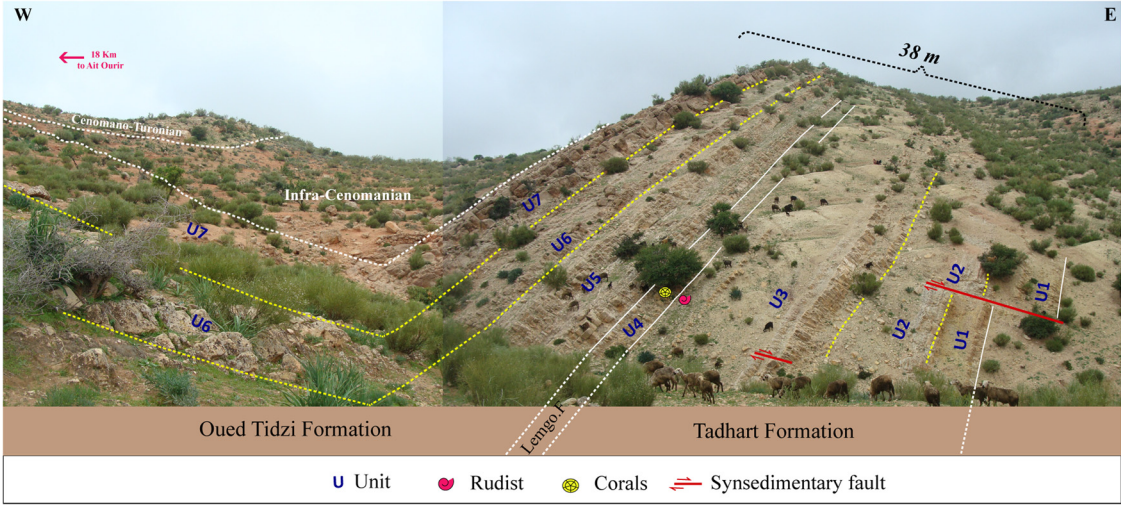 W
E
18 Km
to Ait Ourir
38 m
Cenomano-Turonian
Infra-Cenomanian
U7
U7
U6
U6
U5
U4
U3
U2
U2
U1
U1
Lemgo.F
Oued Tidzi Formation
Tadhart Formation
U Unit
Rudist
Corals
Synsedimentary fault